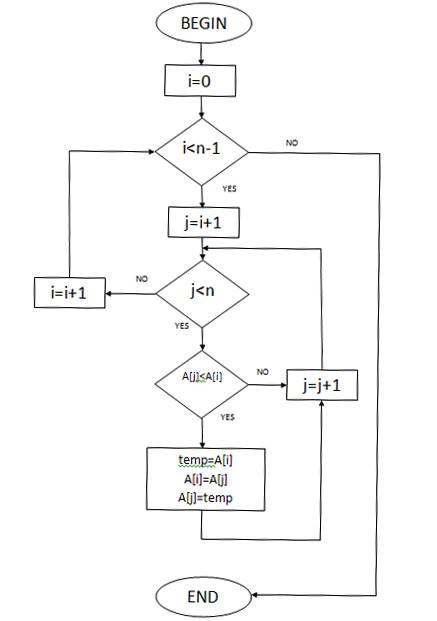 BEGIN
i=0
i<n-1
NO
YES
j=i+1
j<n
NO
i=i+1
YES
A[j]<A[i]
NO
j=j+1
YES
temp=A[i]
A[i]=A[j]
A[j]=temp
END